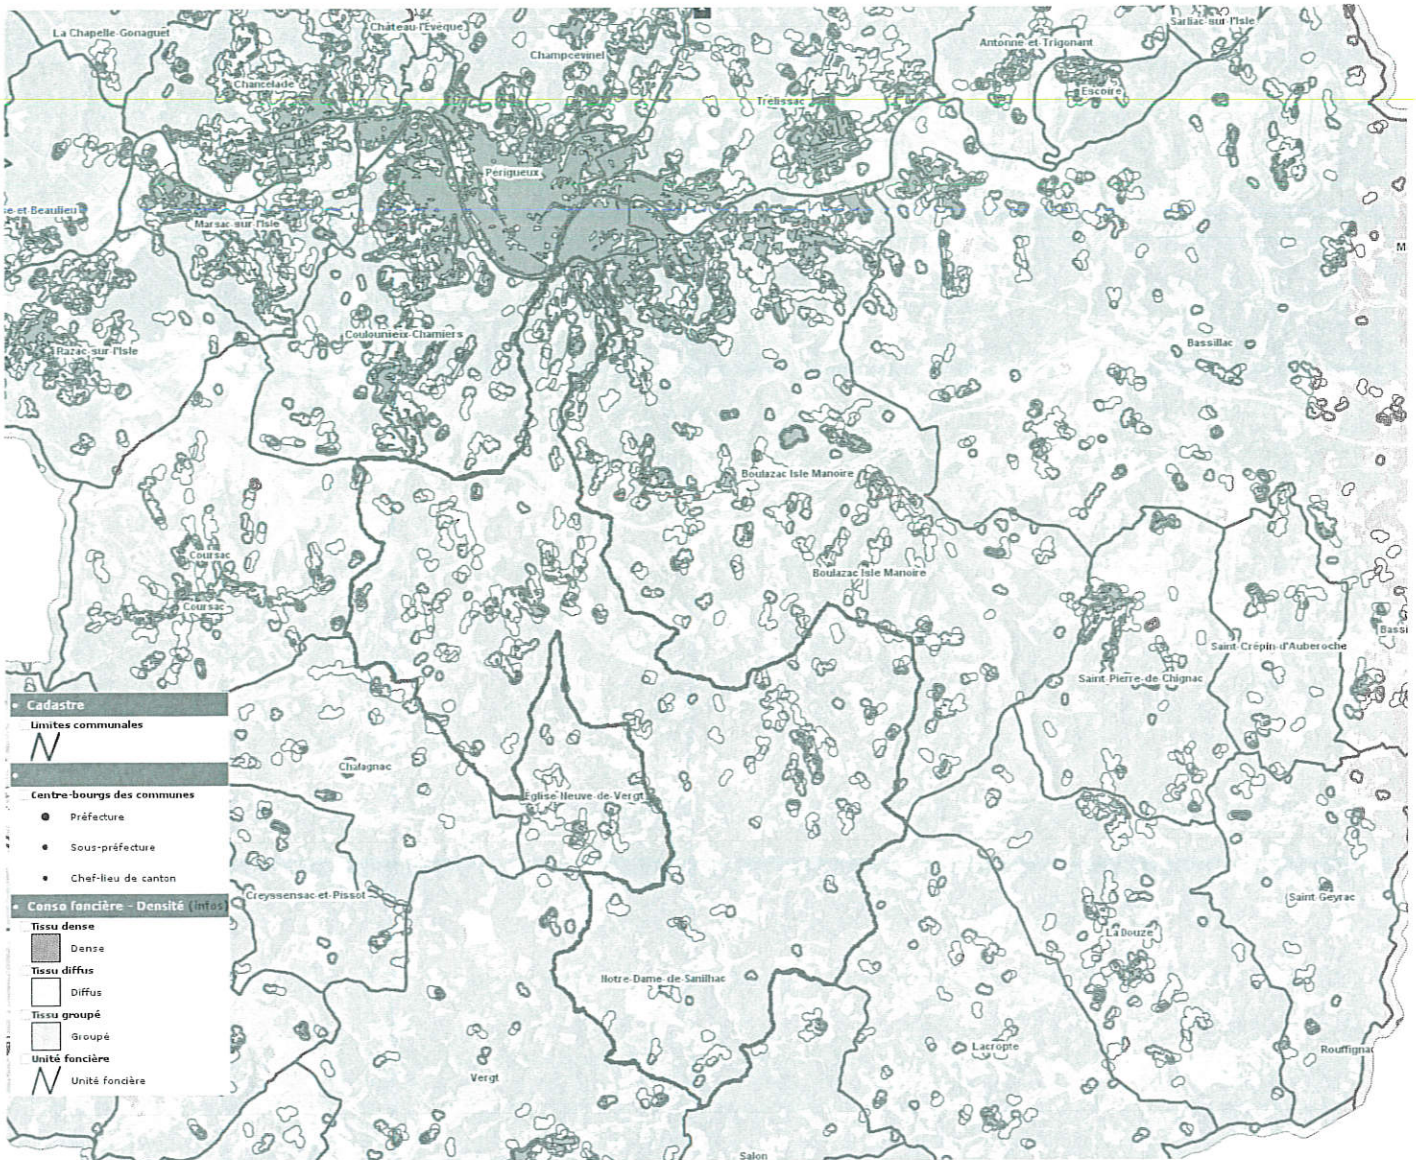 La Chapelle-Gonaguet
Château-l'Évêque
Champcevinel
Sarliac-sur-l'Isle
Antonne-et-Trigonant
Chancelade
Escoire
Trélissac
Périgueux
se-et-Beaulieu
Marsac-sur-l'Isle
M
Coulounieix-Chamiers
Bassillac
Razac-sur-l'Isle
Boulazac Isle Manoire
Coursac
Boulazac Isle Manoire
Coursac
Bassi
Saint-Crépin-d'Auberoche
Saint-Pierre-de-Chignac
• Cadastre
Limites communales
Chalagnac
Église-Neuve-de-Vergt
Centre-bourgs des communes
Préfecture
Sous-préfecture
Chef-lieu de canton
Creyssensac-et-Pissot
Saint-Geyrac
• Conso foncière - Densité (infos)
Tissu dense
Dense
La Douze
Tissu diffus
Notre-Dame-de-Sanilhac
Diffus
Tissu groupé
Groupé
Lacropte
Rouffignac
Unité foncière
Unité foncière
Vergt
Salon